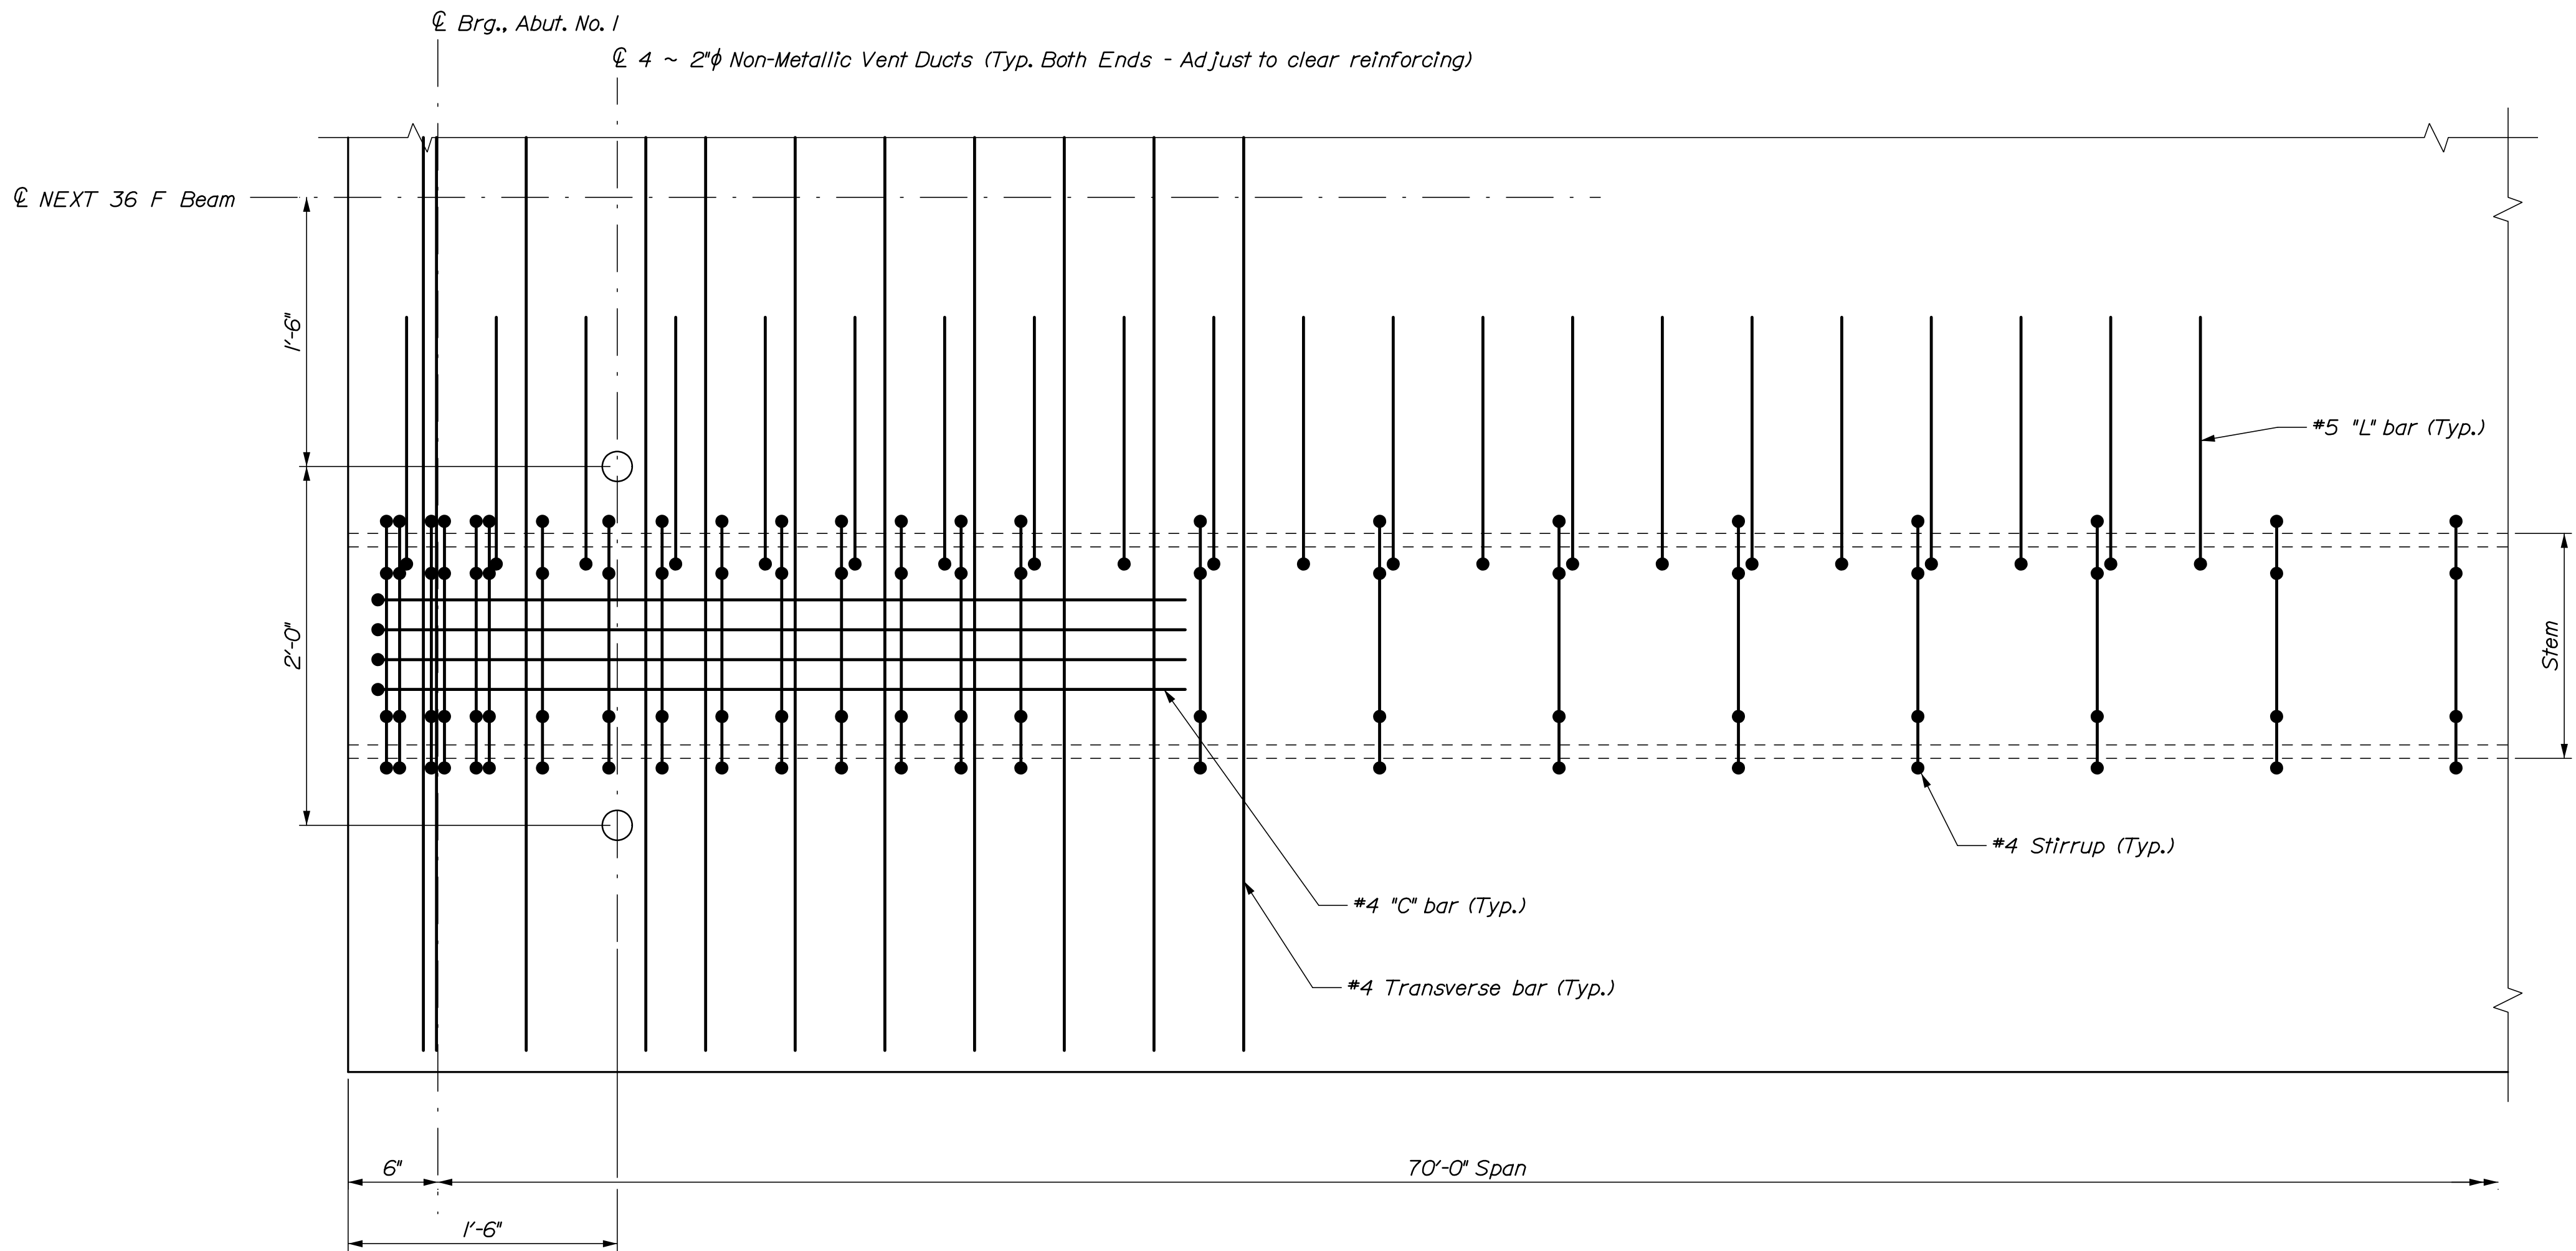 ℄ Brg., Abut. No. 1
℄ 4 ~ 2"ϕ Non-Metallic Vent Ducts (Typ. Both Ends - Adjust to clear reinforcing)
℄ NEXT 36 F Beam
1'-6"
#5 "L" bar (Typ.)
2'-0"
Stem
#4 Stirrup (Typ.)
#4 "C" bar (Typ.)
#4 Transverse bar (Typ.)
6"
70'-0" Span
1'-6"